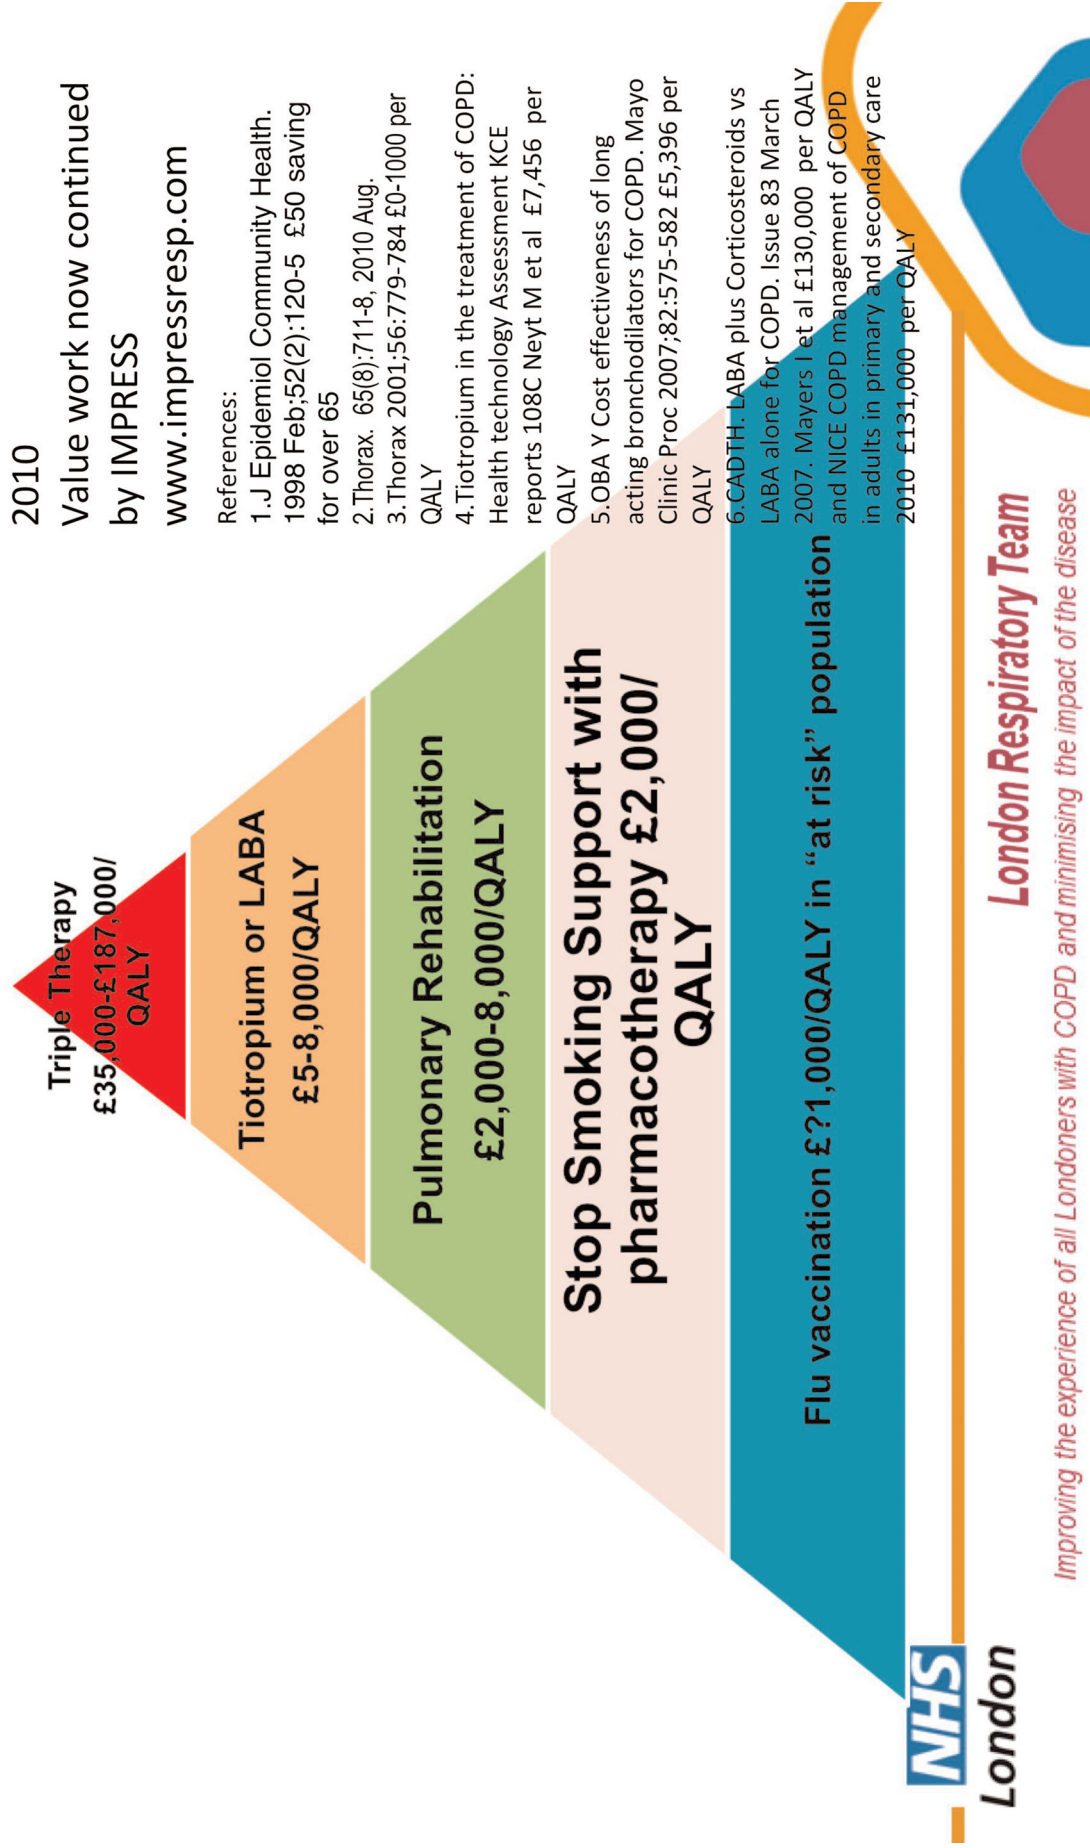 Triple Therapy
£35,000-£187,000/
QALY
Tiotropium or LABA
£5-8,000/QALY
Pulmonary Rehabilitation
£2,000-8,000/QALY
Stop Smoking Support with
pharmacotherapy £2,000/
QALY
Flu vaccination £?1,000/QALY in “at risk” population
2010
Value work now continued
by IMPRESS
www.impressresp.com
References:
1.J Epidemiol Community Health.
1998 Feb;52(2):120-5 £50 saving
for over 65
2.Thorax. 65(8):711-8, 2010 Aug.
3.Thorax 2001;56:779-784 £0-1000 per
QALY
4.Tiotropium in the treatment of COPD:
Health technology Assessment KCE
reports 108C Neyt M et al £7,456 per
QALY
5.OBA Y Cost effectiveness of long
acting bronchodilators for COPD. Mayo
Clinic Proc 2007;82:575-582 £5,396 per
QALY
6.CADTH. LABA plus Corticosteroids vs
LABA alone for COPD. Issue 83 March
2007. Mayers I et al £130,000 per QALY
and NICE COPD management of COPD
in adults in primary and secondary care
2010 £131,000 per QALY
NHS
London
London Respiratory Team
Improving the experience of all Londoners with COPD and minimising the impact of the disease